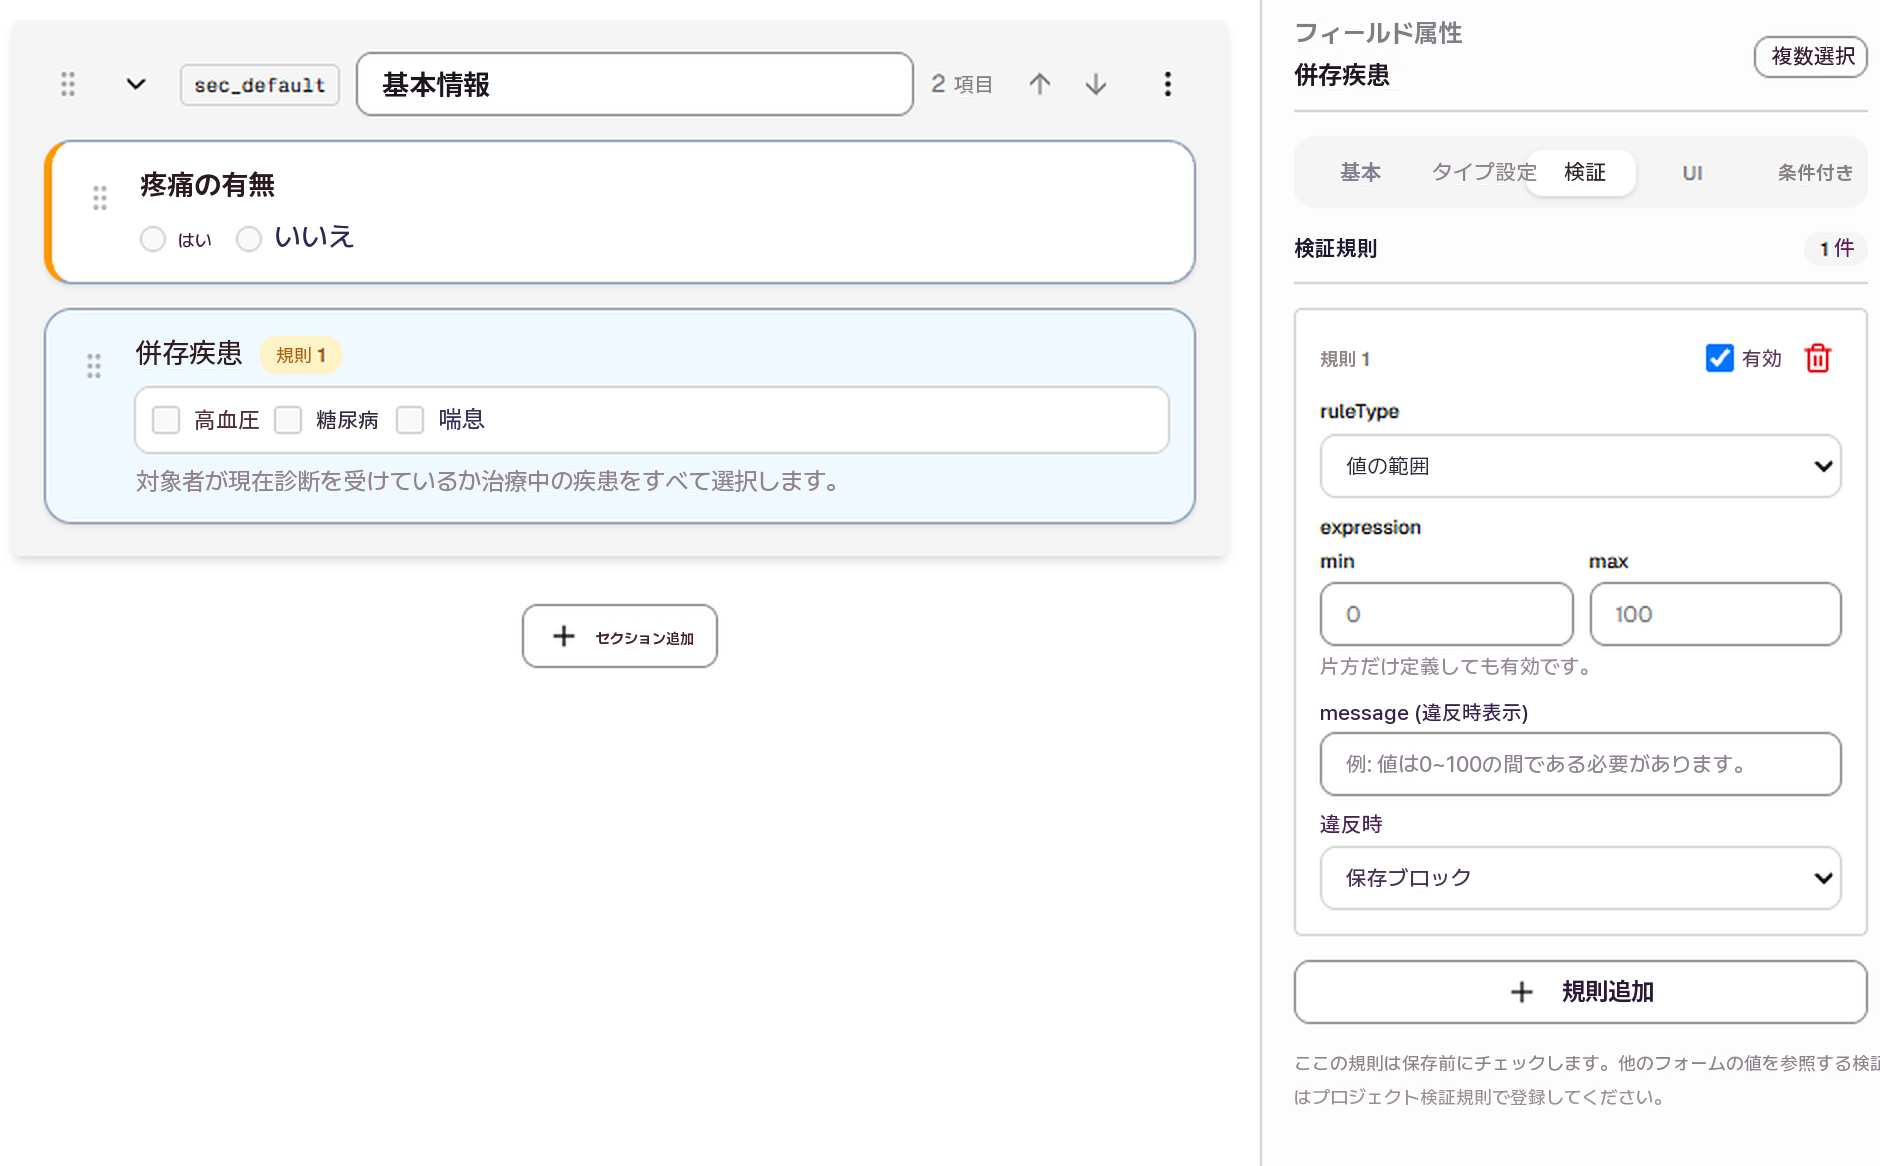 sec_default
基本情報
2 項目
疼痛の有無
はい いいえ
併存疾患 規則 1
高血圧 糖尿病 喘息
対象者が現在診断を受けているか治療中の疾患をすべて選択します。
セクション追加
フィールド属性
併存疾患
複数選択
基本 タイプ設定 検証 UI 条件付き
検証規則 1 件
規則 1 有効
ruleType
値の範囲
expression
min max
0 100
片方だけ定義しても有効です。
message (違反時表示)
例: 値は0~100の間である必要があります。
違反時
保存ブロック
規則追加
ここの規則は保存前にチェックします。他のフォームの値を参照する検証
はプロジェクト検証規則で登録してください。